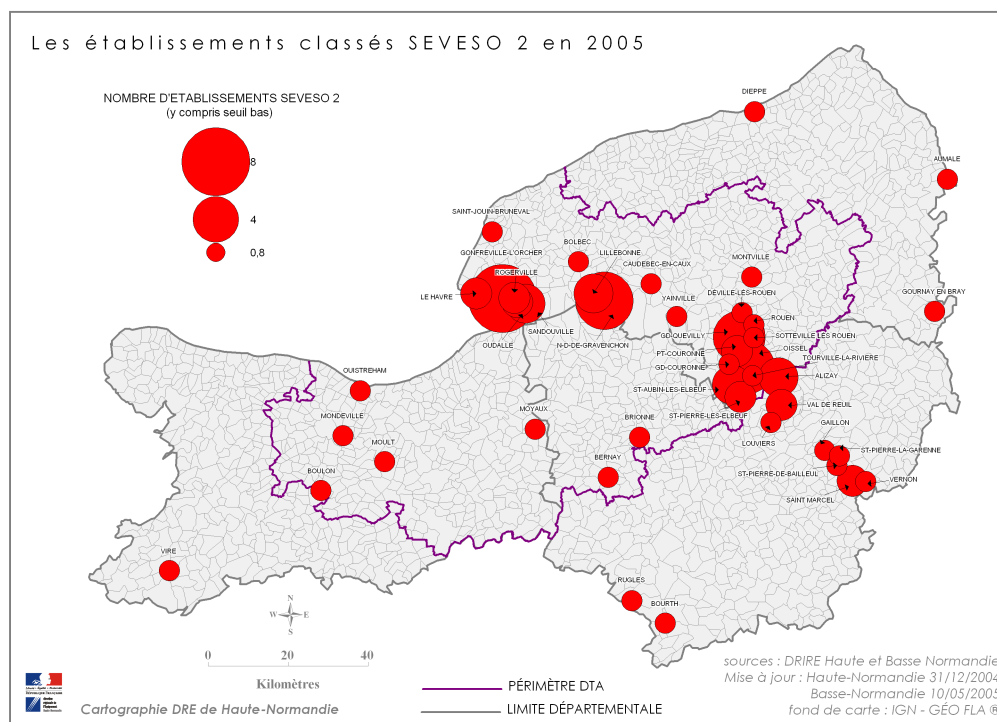 Les établissements classés SEVESO 2 en 2005
NOMBRE D'ETABLISSEMENTS SEVESO 2
(y compris seuil bas)
8
4
0,8
DIEPPE
AUMALE
SAINT-JOUIN-BRUNEVAL
GONFREVILLE-L'ORCHER
BOLBEC
LILLEBONNE
MONTVILLE
ROGERVILLE
CAUDEBEC-EN-CAUX
DÉVILLE-LÈS-ROUEN
GOURNAY EN BRAY
LE HAVRE
YAINVILLE
ROUEN
SANDOUVILLE
GD-QUEVILLY
SOTTEVILLE LES ROUEN
OUDALLE
N-D-DE-GRAVENCHON
OISSEL
PT-COURONNE
TOURVILLE-LA-RIVIERE
GD-COURONNE
OUISTREHAM
ALIZAY
ST-AUBIN-LES-ELBEUF
VAL DE REUIL
MONDEVILLE
MOYAUX
BRIONNE
ST-PIERRE-LES-ELBEUF
GAILLON
MOULT
LOUVIERS
ST-PIERRE-LA-GARENNE
BERNAY
BOULON
ST-PIERRE-DE-BAILLEUL
VERNON
SAINT MARCEL
VIRE
RUGLES
BOURTH
N
W E
S
0 20 40
Kilomètres
PÉRIMÈTRE DTA
LIMITE DÉPARTEMENTALE
Cartographie DRE de Haute-Normandie
sources : DRIRE Haute et Basse Normandie
Mise à jour : Haute-Normandie 31/12/2004
Basse-Normandie 10/05/2005
fond de carte : IGN - GÉO FLA ®